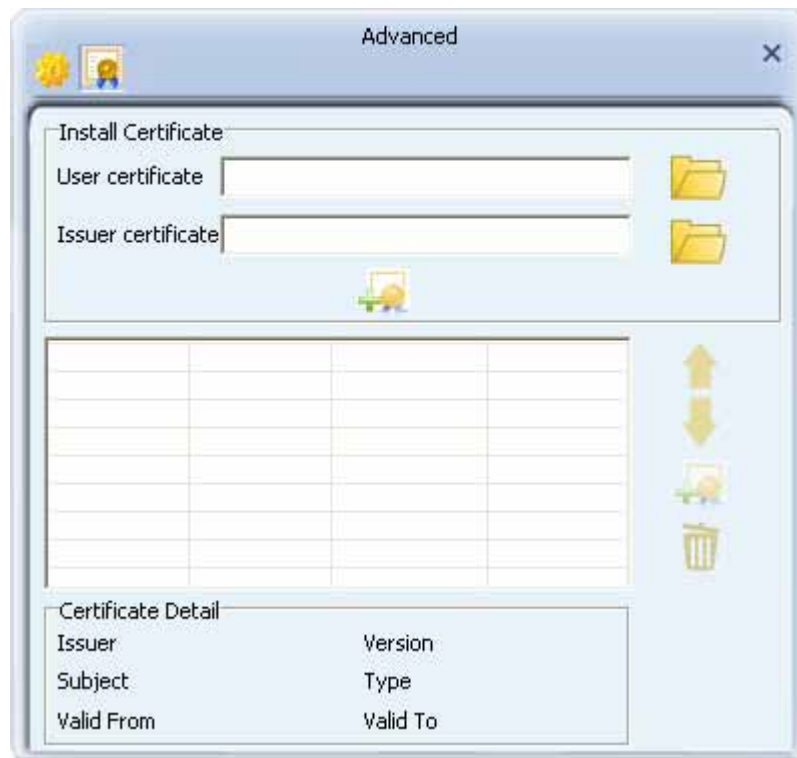 Advanced
Install Certificate
User certificate
Issuer certificate
Certificate Detail
Issuer Version
Subject Type
Valid From Valid To